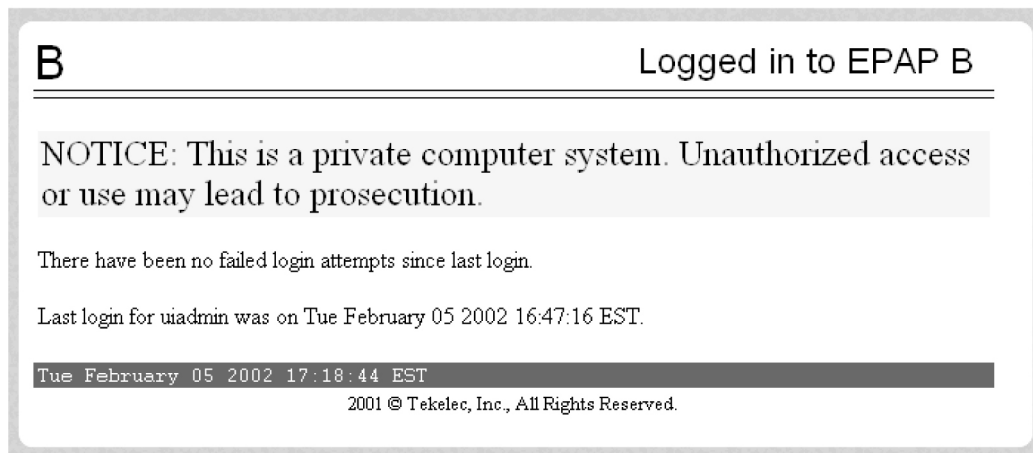 B
Logged in to EPAP B
NOTICE: This is a private computer system. Unauthorized access
or use may lead to prosecution.
There have been no failed login attempts since last login.
Last login for uiadmin was on Tue February 05 2002 16:47:16 EST.
Tue February 05 2002 17:18:44 EST
2001 © Tekelec, Inc., All Rights Reserved.